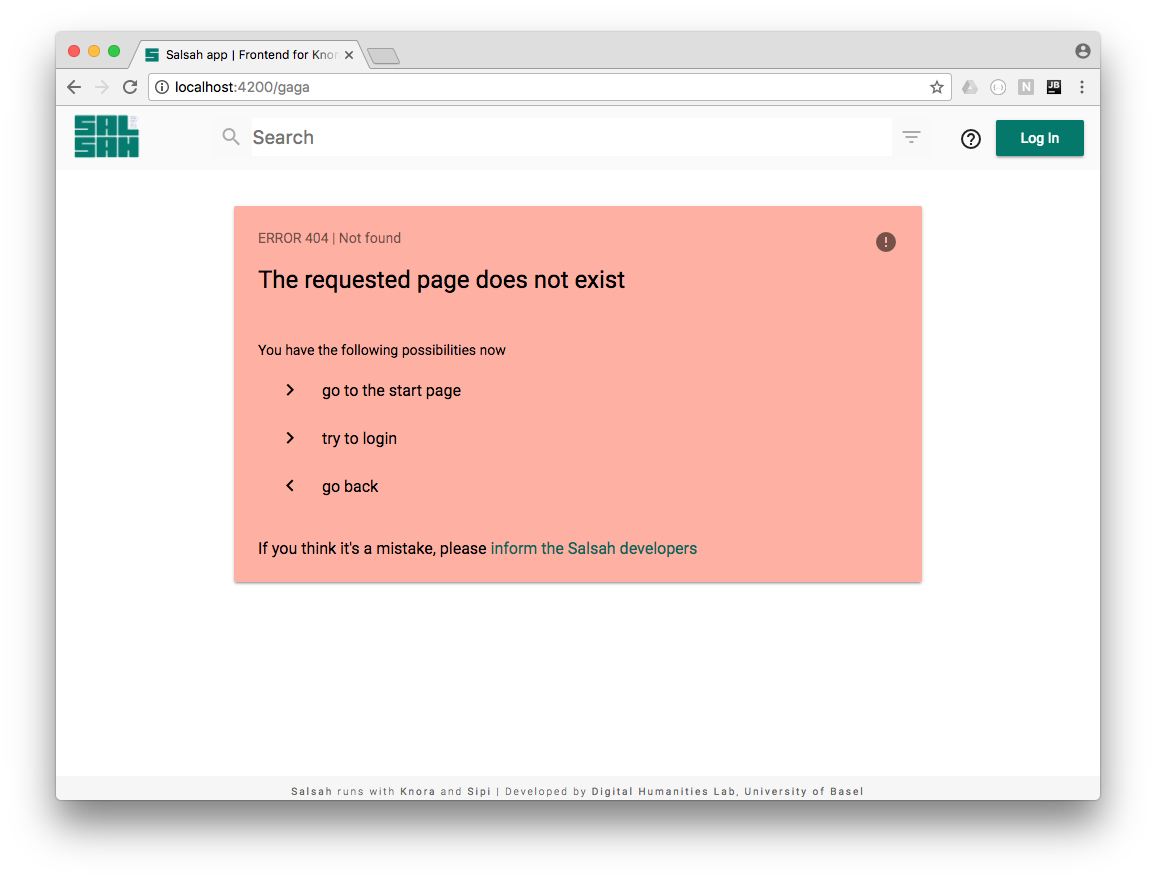 Salsah app | Frontend for Knor
localhost:4200/gaga
N
JB
SAL
SAH
Search
Log In
ERROR 404 | Not found
The requested page does not exist
You have the following possibilities now
go to the start page
try to login
go back
If you think it's a mistake, please inform the Salsah developers
Salsah runs with Knora and Sipi | Developed by Digital Humanities Lab, University of Basel